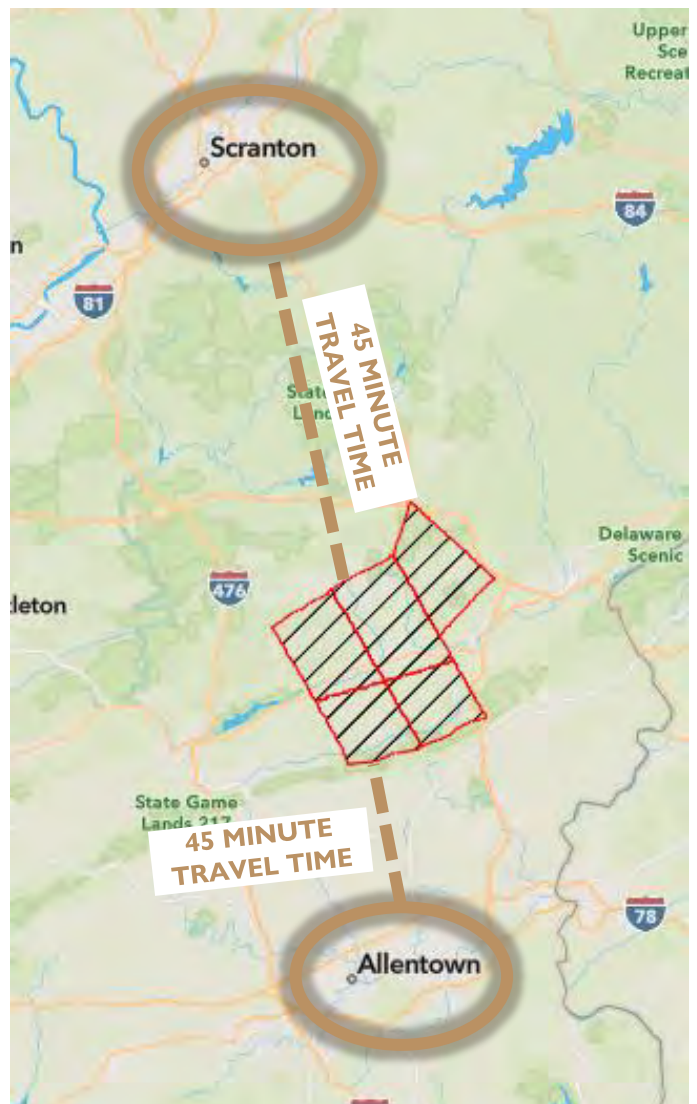 Upper
Sce
Recreat
Scranton
84
n
81
45 MINUTE
TRAVEL TIME
State
Land
Delaware
Scenic
476
leton
State Game
Lands 217
45 MINUTE
TRAVEL TIME
78
Allentown